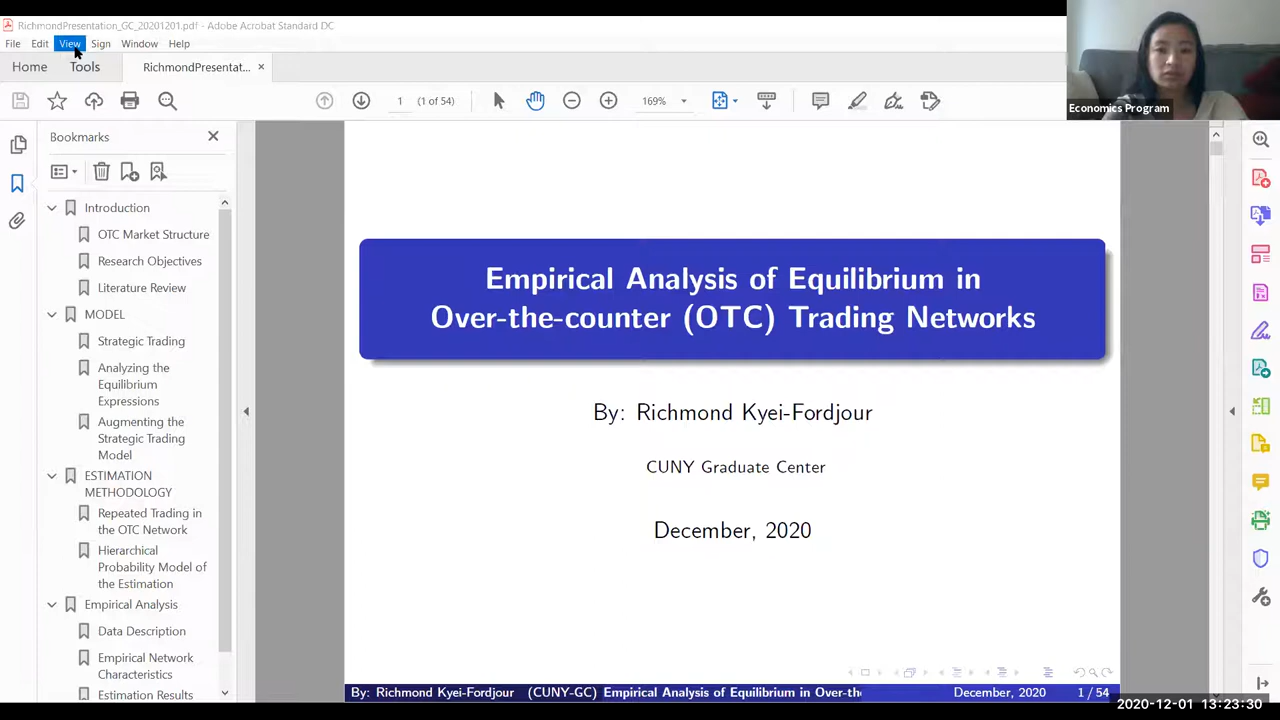 RichmondPresentation_GC_20201201.pdf - Adobe Acrobat Standard DC
File Edit View Sign Window Help
Home Tools RichmondPresentat... ×
1 (1 of 54) 169%
Economics Program
Bookmarks
Introduction
OTC Market Structure
Research Objectives
Literature Review
MODEL
Strategic Trading
Analyzing the
Equilibrium
Expressions
Augmenting the
Strategic Trading
Model
ESTIMATION
METHODOLOGY
Repeated Trading in
the OTC Network
Hierarchical
Probability Model of
the Estimation
Empirical Analysis
Data Description
Empirical Network
Characteristics
Estimation Results
Empirical Analysis of Equilibrium in
Over-the-counter (OTC) Trading Networks
By: Richmond Kyei-Fordjour
CUNY Graduate Center
December, 2020
By: Richmond Kyei-Fordjour (CUNY-GC) Empirical Analysis of Equilibrium in Over-the December, 2020 1 / 54
2020-12-01 13:23:30